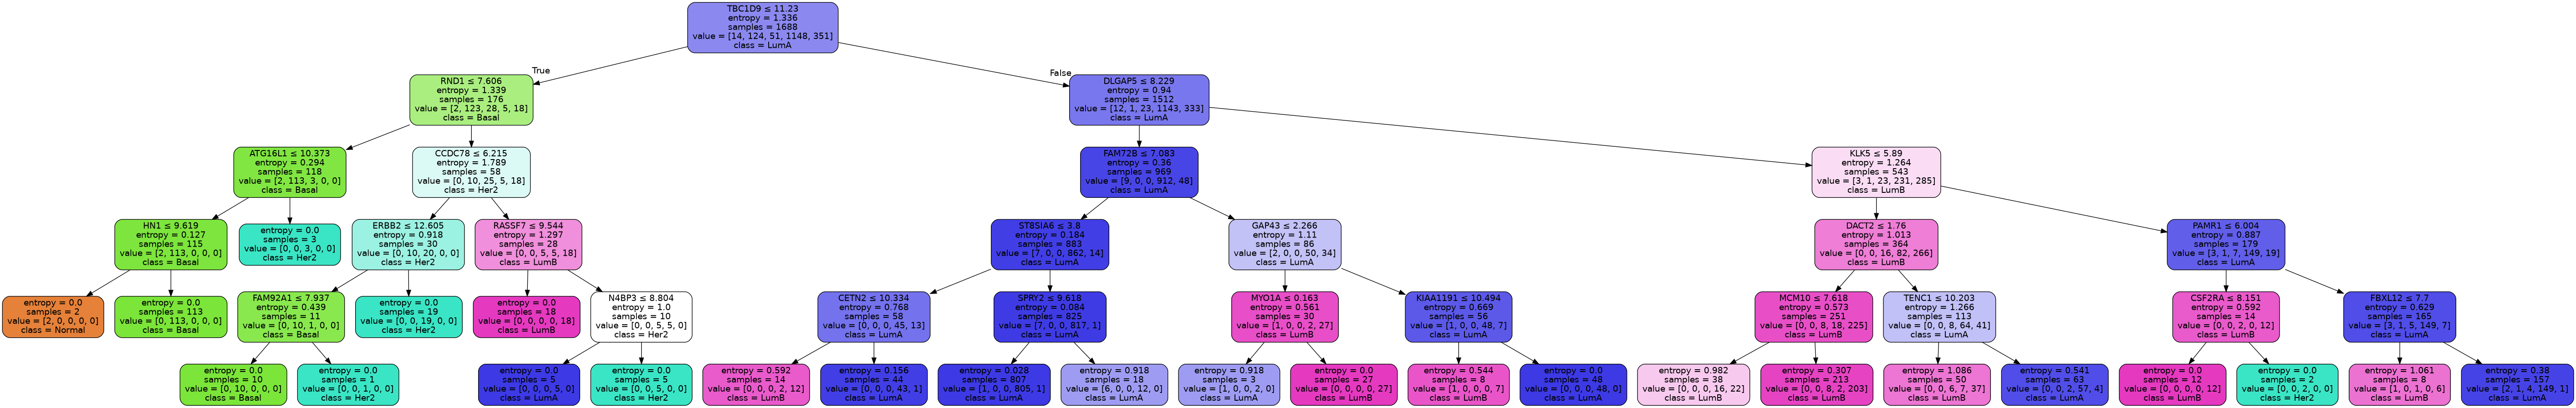 TBC1D9 ≤ 11.23
entropy = 1.336
samples = 1688
value = [14, 124, 51, 1148, 351]
class = LumA
True
False
RND1 ≤ 7.606
entropy = 1.339
samples = 176
value = [2, 123, 28, 5, 18]
class = Basal
DLGAP5 ≤ 8.229
entropy = 0.94
samples = 1512
value = [12, 1, 23, 1143, 333]
class = LumA
ATG16L1 ≤ 10.373
entropy = 0.294
samples = 118
value = [2, 113, 3, 0, 0]
class = Basal
CCDC78 ≤ 6.215
entropy = 1.789
samples = 58
value = [0, 10, 25, 5, 18]
class = Her2
FAM72B ≤ 7.083
entropy = 0.36
samples = 969
value = [9, 0, 0, 912, 48]
class = LumA
KLK5 ≤ 5.89
entropy = 1.264
samples = 543
value = [3, 1, 23, 231, 285]
class = LumB
HN1 ≤ 9.619
entropy = 0.127
samples = 115
value = [2, 113, 0, 0, 0]
class = Basal
entropy = 0.0
samples = 3
value = [0, 0, 3, 0, 0]
class = Her2
ERBB2 ≤ 12.605
entropy = 0.918
samples = 30
value = [0, 10, 20, 0, 0]
class = Her2
RASSF7 ≤ 9.544
entropy = 1.297
samples = 28
value = [0, 0, 5, 5, 18]
class = LumB
ST8SIA6 ≤ 3.8
entropy = 0.184
samples = 883
value = [7, 0, 0, 862, 14]
class = LumA
GAP43 ≤ 2.266
entropy = 1.11
samples = 86
value = [2, 0, 0, 50, 34]
class = LumA
DACT2 ≤ 1.76
entropy = 1.013
samples = 364
value = [0, 0, 16, 82, 266]
class = LumB
PAMR1 ≤ 6.004
entropy = 0.887
samples = 179
value = [3, 1, 7, 149, 19]
class = LumA
entropy = 0.0
samples = 2
value = [2, 0, 0, 0, 0]
class = Normal
entropy = 0.0
samples = 113
value = [0, 113, 0, 0, 0]
class = Basal
FAM92A1 ≤ 7.937
entropy = 0.439
samples = 11
value = [0, 10, 1, 0, 0]
class = Basal
entropy = 0.0
samples = 19
value = [0, 0, 19, 0, 0]
class = Her2
entropy = 0.0
samples = 18
value = [0, 0, 0, 0, 18]
class = LumB
N4BP3 ≤ 8.804
entropy = 1.0
samples = 10
value = [0, 0, 5, 5, 0]
class = Her2
CETN2 ≤ 10.334
entropy = 0.768
samples = 58
value = [0, 0, 0, 45, 13]
class = LumA
SPRY2 ≤ 9.618
entropy = 0.084
samples = 825
value = [7, 0, 0, 817, 1]
class = LumA
MYO1A ≤ 0.163
entropy = 0.561
samples = 30
value = [1, 0, 0, 2, 27]
class = LumB
KIAA1191 ≤ 10.494
entropy = 0.669
samples = 56
value = [1, 0, 0, 48, 7]
class = LumA
MCM10 ≤ 7.618
entropy = 0.573
samples = 251
value = [0, 0, 8, 18, 225]
class = LumB
TENC1 ≤ 10.203
entropy = 1.266
samples = 113
value = [0, 0, 8, 64, 41]
class = LumA
CSF2RA ≤ 8.151
entropy = 0.592
samples = 14
value = [0, 0, 2, 0, 12]
class = LumB
FBXL12 ≤ 7.7
entropy = 0.629
samples = 165
value = [3, 1, 5, 149, 7]
class = LumA
entropy = 0.0
samples = 10
value = [0, 10, 0, 0, 0]
class = Basal
entropy = 0.0
samples = 1
value = [0, 0, 1, 0, 0]
class = Her2
entropy = 0.0
samples = 5
value = [0, 0, 0, 5, 0]
class = LumA
entropy = 0.0
samples = 5
value = [0, 0, 5, 0, 0]
class = Her2
entropy = 0.592
samples = 14
value = [0, 0, 0, 2, 12]
class = LumB
entropy = 0.156
samples = 44
value = [0, 0, 0, 43, 1]
class = LumA
entropy = 0.028
samples = 807
value = [1, 0, 0, 805, 1]
class = LumA
entropy = 0.918
samples = 18
value = [6, 0, 0, 12, 0]
class = LumA
entropy = 0.918
samples = 3
value = [1, 0, 0, 2, 0]
class = LumA
entropy = 0.0
samples = 27
value = [0, 0, 0, 0, 27]
class = LumB
entropy = 0.544
samples = 8
value = [1, 0, 0, 0, 7]
class = LumB
entropy = 0.0
samples = 48
value = [0, 0, 0, 48, 0]
class = LumA
entropy = 0.982
samples = 38
value = [0, 0, 0, 16, 22]
class = LumB
entropy = 0.307
samples = 213
value = [0, 0, 8, 2, 203]
class = LumB
entropy = 1.086
samples = 50
value = [0, 0, 6, 7, 37]
class = LumB
entropy = 0.541
samples = 63
value = [0, 0, 2, 57, 4]
class = LumA
entropy = 0.0
samples = 12
value = [0, 0, 0, 0, 12]
class = LumB
entropy = 0.0
samples = 2
value = [0, 0, 2, 0, 0]
class = Her2
entropy = 1.061
samples = 8
value = [1, 0, 1, 0, 6]
class = LumB
entropy = 0.38
samples = 157
value = [2, 1, 4, 149, 1]
class = LumA